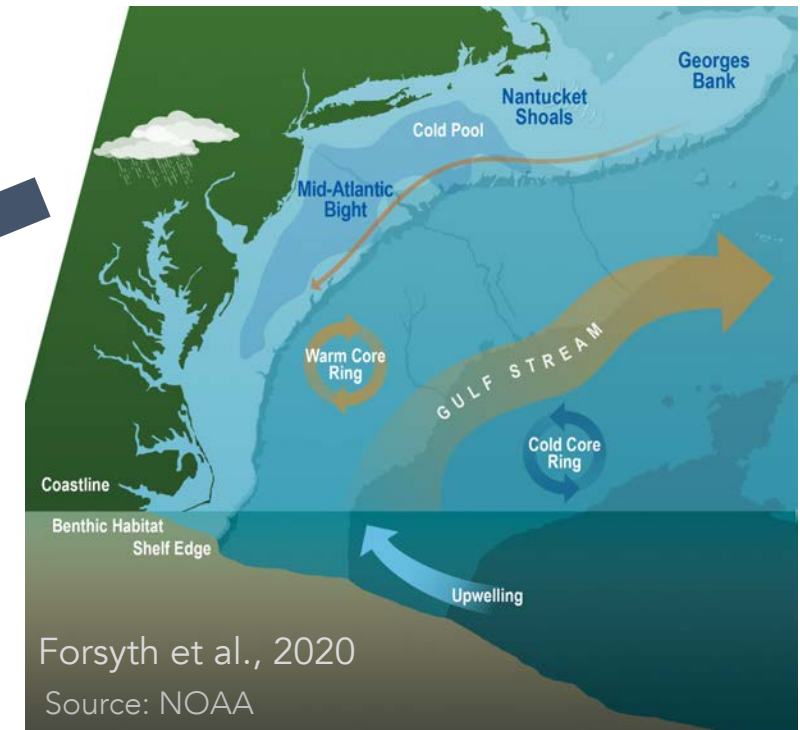 Georges
Bank
Nantucket
Shoals
Cold Pool
Mid-Atlantic
Bight
Warm Core
Ring
GULF STREAM
Cold Core
Ring
Coastline
Benthic Habitat
Shelf Edge
Upwelling
Forsyth et al., 2020
Source: NOAA